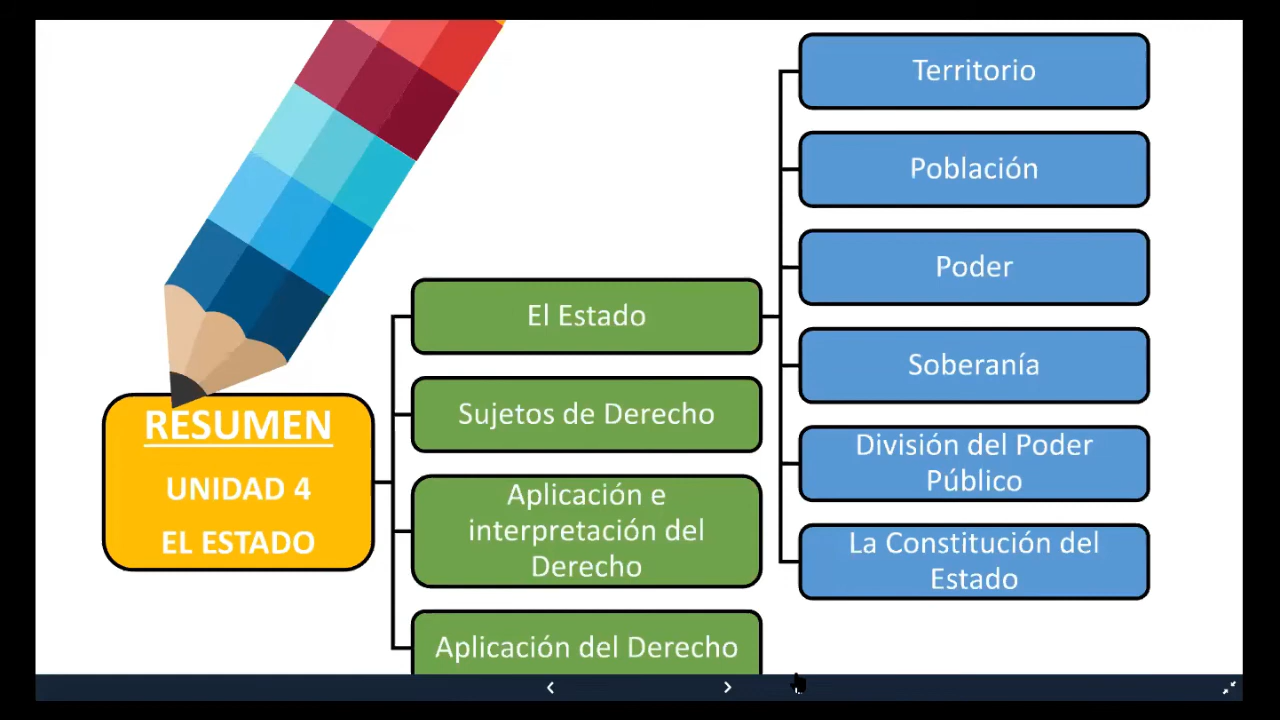 RESUMEN
UNIDAD 4
EL ESTADO
El Estado
Sujetos de Derecho
Aplicación e
interpretación del
Derecho
Aplicación del Derecho
Territorio
Población
Poder
Soberanía
División del Poder
Público
La Constitución del
Estado